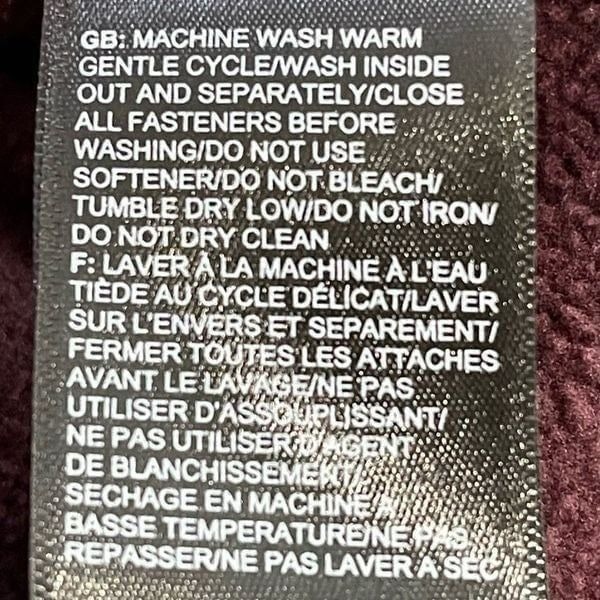 GB: MACHINE WASH WARM
GENTLE CYCLE/WASH INSIDE
OUT AND SEPARATELY/CLOSE
ALL FASTENERS BEFORE
WASHING/DO NOT USE
SOFTENER/DO NOT BLEACH/
TUMBLE DRY LOW/DO NOT IRON/
DO NOT DRY CLEAN
F: LAVER À LA MACHINE À L'EAU
TIÈDE AU CYCLE DÉLICAT/LAVER
SUR L'ENVERS ET SEPAREMENT/
FERMER TOUTES LES ATTACHES
AVANT LE LAVAGE/NE PAS
UTILISER D'ASSOUPLISSANT/
NE PAS UTILISER D'AGENT
DE BLANCHISSEMENT/
SECHAGE EN MACHINE A
BASSE TEMPERATURE/NE PAS
REPASSER/NE PAS LAVER A SEC